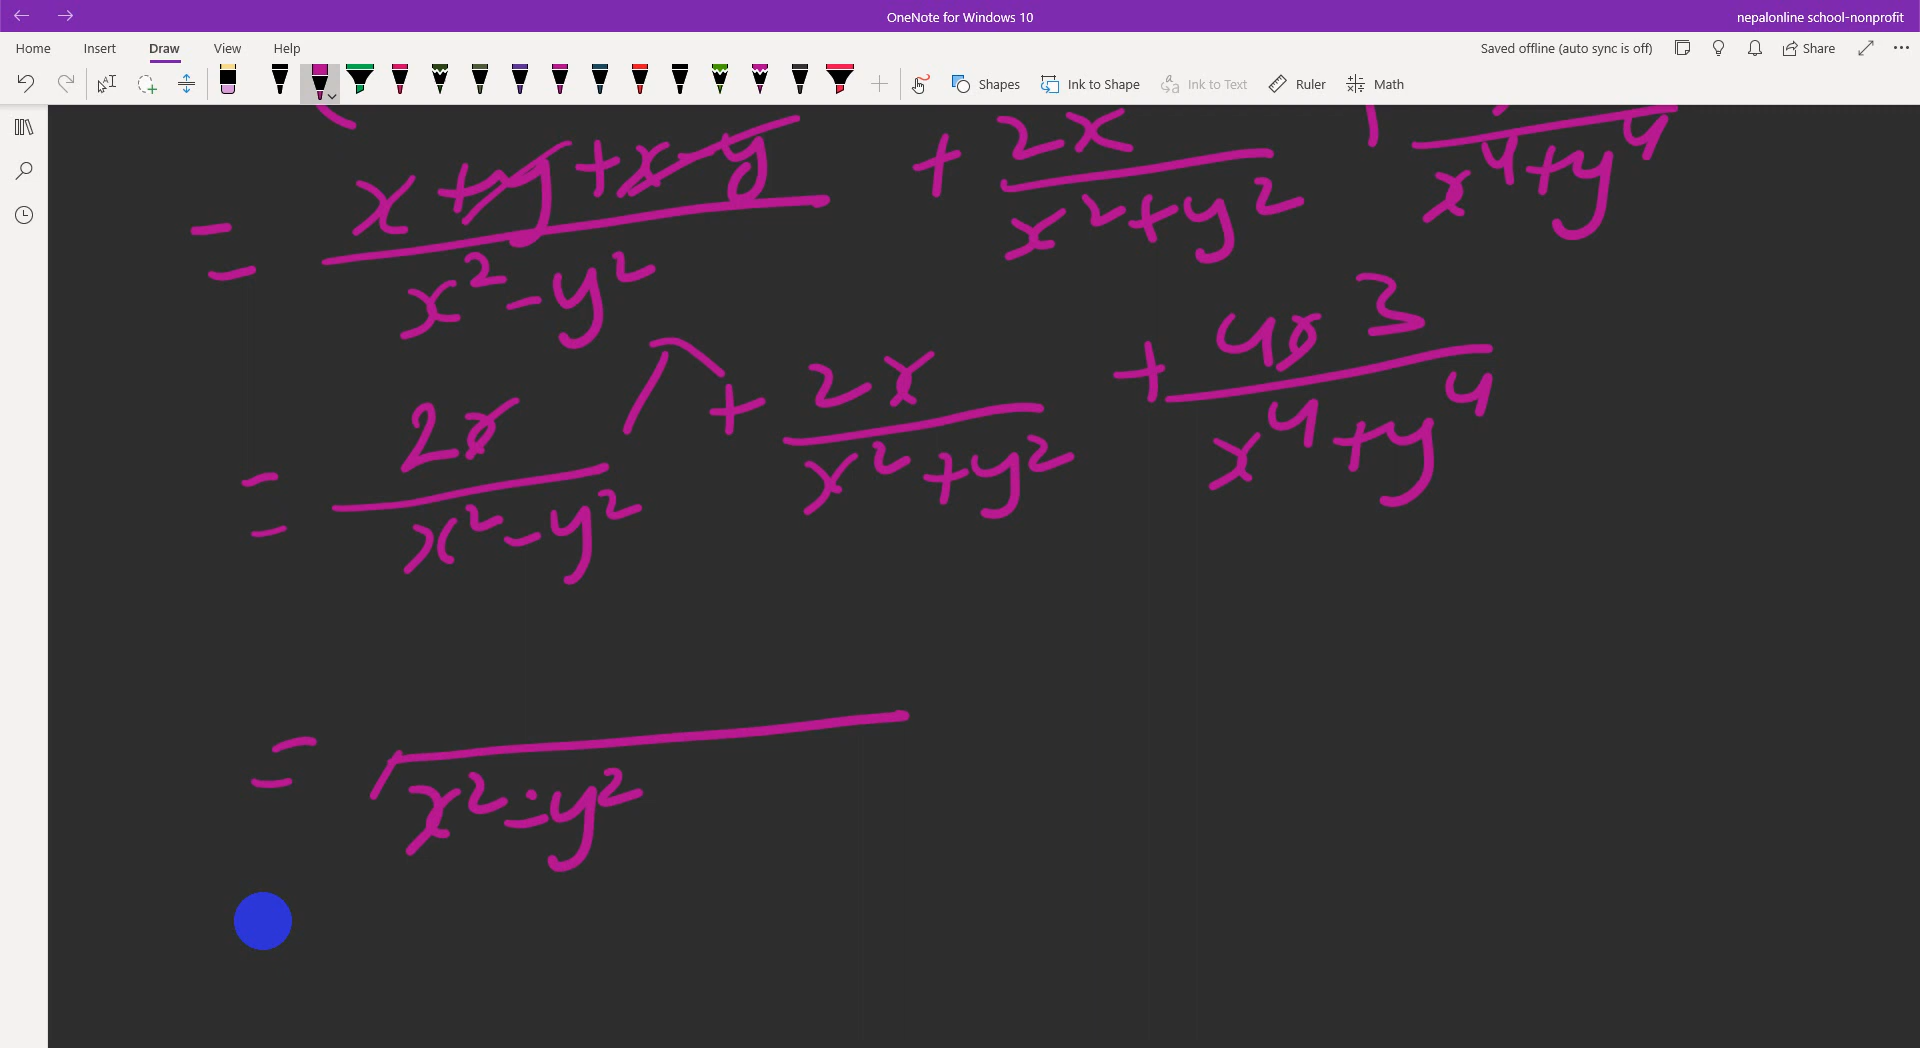 OneNote for Windows 10
nepalonline school-nonprofit
Home Insert Draw View Help
Saved offline (auto sync is off) Share
Shapes Ink to Shape Ink to Text Ruler Math
= x+y+x-y / x²-y² + 2x / x²+y² / x⁴+y⁴
= 2x / x²-y² + 2x / x²+y² + 4x³ / x⁴+y⁴
= / x²-y²